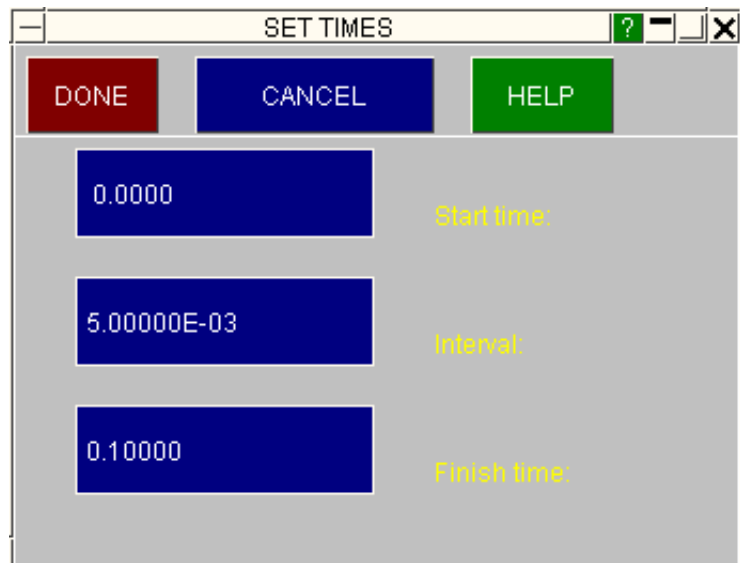 SET TIMES ?
DONE CANCEL HELP
0.0000 Start time:
5.00000E-03 Interval:
0.10000 Finish time: